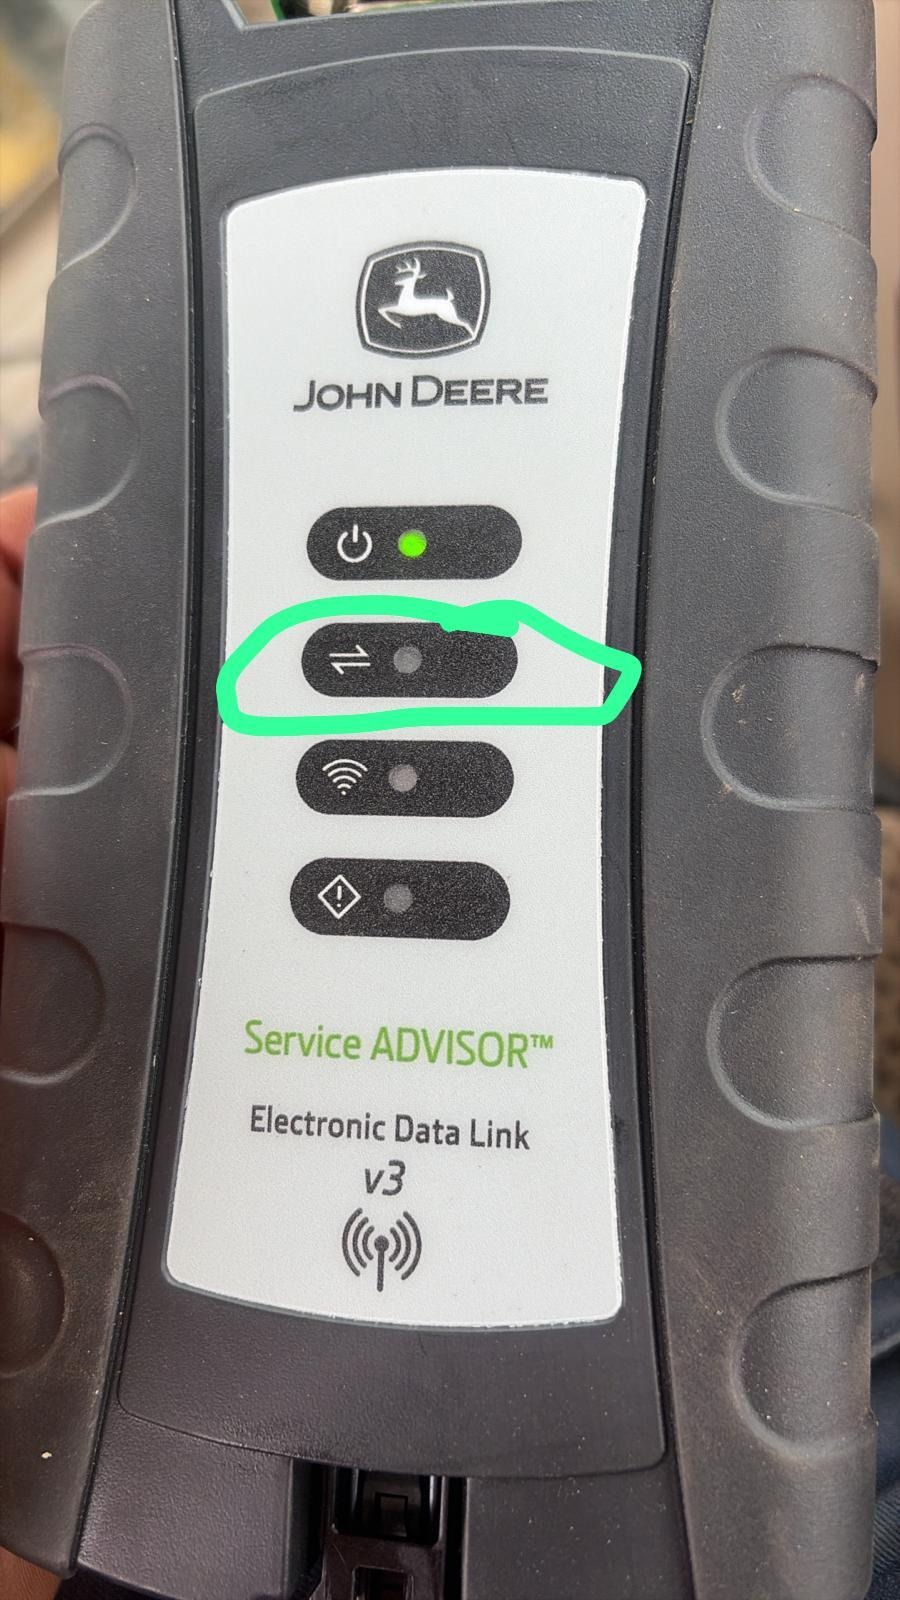 JOHN DEERE
Service ADVISOR™
Electronic Data Link
v3